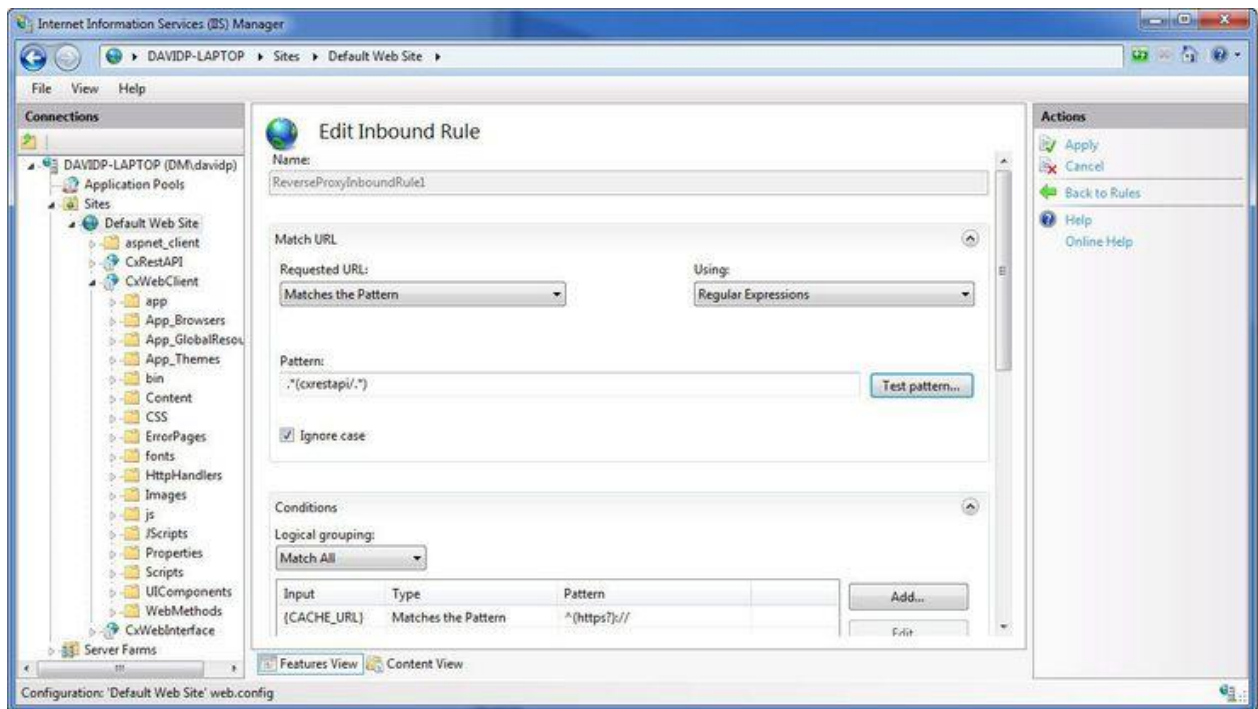 Internet Information Services (IIS) Manager
DAVIDP-LAPTOP Sites Default Web Site
File View Help
Connections
DAVIDP-LAPTOP (DM\davidp)
Application Pools
Sites
Default Web Site
aspnet_client
CxRestAPI
CxWebClient
app
App_Browsers
App_GlobalResou
App_Themes
bin
Content
CSS
ErrorPages
fonts
HttpHandlers
Images
js
JScripts
Properties
Scripts
UIComponents
WebMethods
CxWebInterface
Server Farms
Edit Inbound Rule
Name:
ReverseProxyInboundRule1
Match URL
Requested URL:
Using:
Matches the Pattern
Regular Expressions
Pattern:
.*(cxrestapi/.*)
Test pattern...
Ignore case
Conditions
Logical grouping:
Match All
Input Type Pattern
{CACHE_URL} Matches the Pattern ^(https?)://
Add...
Edit
Features View Content View
Actions
Apply
Cancel
Back to Rules
Help
Online Help
Configuration: 'Default Web Site' web.config